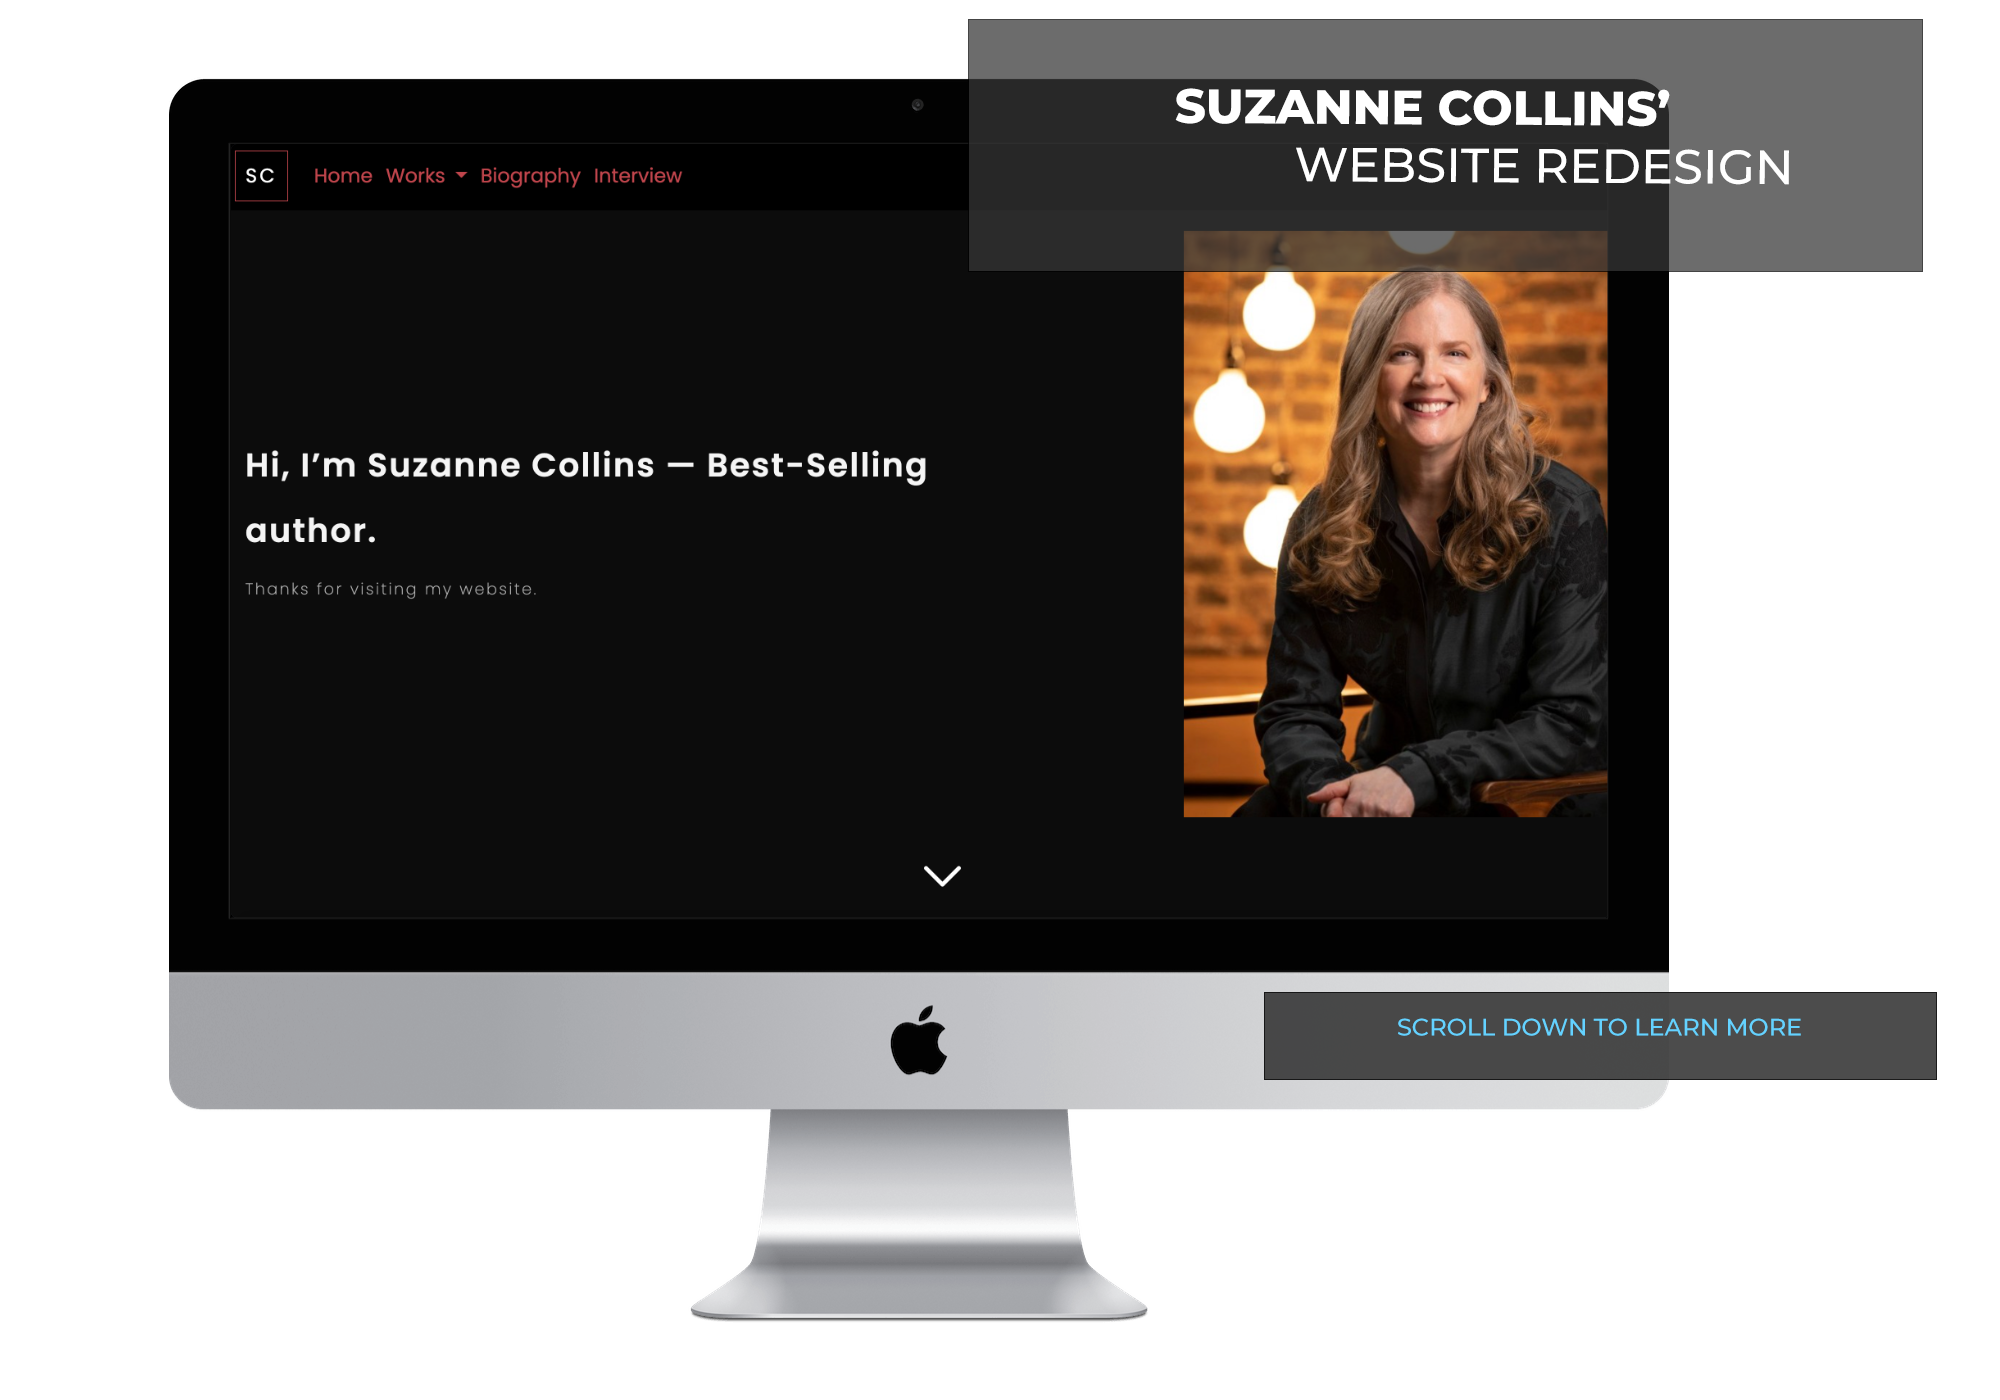 SUZANNE COLLINS’
WEBSITE REDESIGN
SC
Home Works Biography Interview
Hi, I’m Suzanne Collins — Best-Selling
author.
Thanks for visiting my website.
SCROLL DOWN TO LEARN MORE